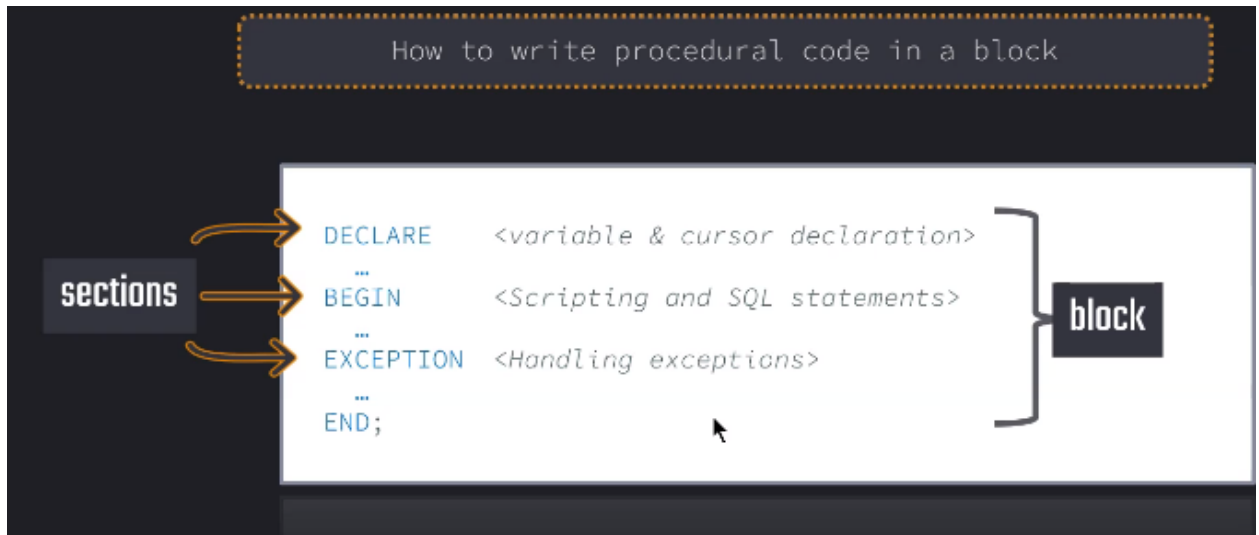 How to write procedural code in a block
sections
DECLARE <variable & cursor declaration>
…
BEGIN <Scripting and SQL statements>
…
EXCEPTION <Handling exceptions>
…
END;
block